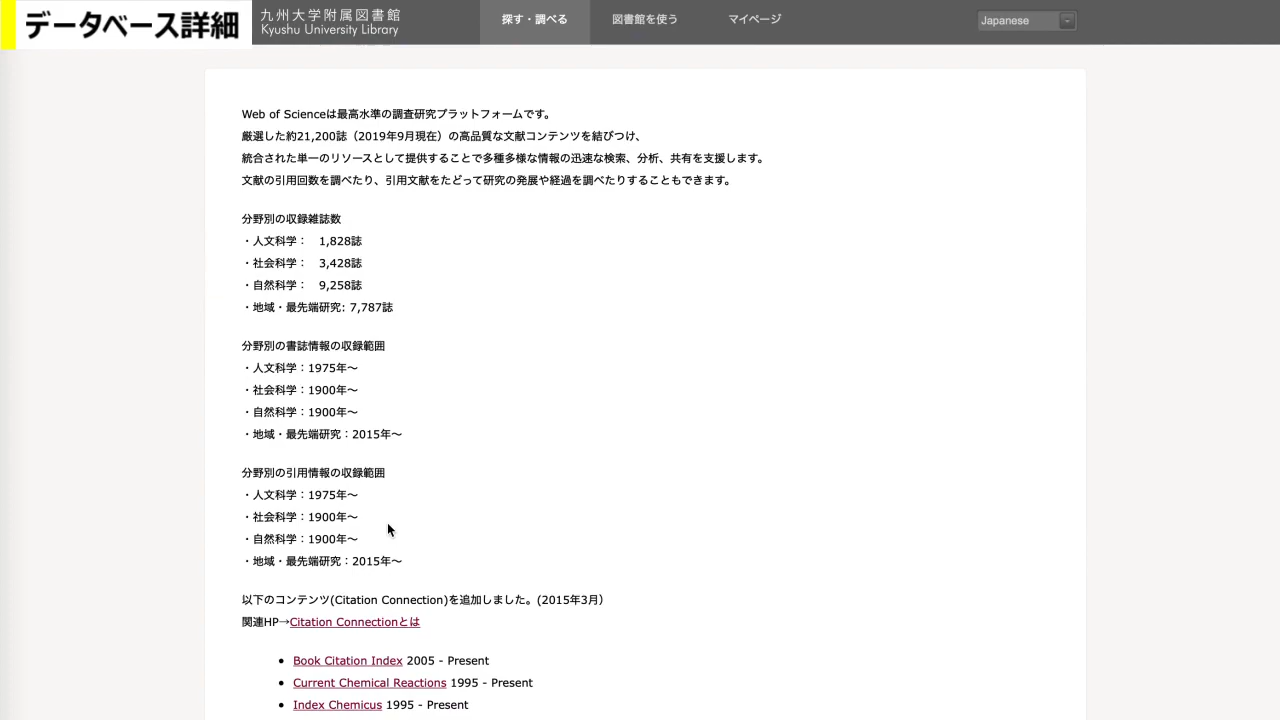 データベース詳細
九州大学附属図書館
Kyushu University Library
探す・調べる
図書館を使う
マイページ
Japanese
Web of Scienceは最高水準の調査研究プラットフォームです。
厳選した約21,200誌（2019年9月現在）の高品質な文献コンテンツを結びつけ、
統合された単一のリソースとして提供することで多種多様な情報の迅速な検索、分析、共有を支援します。
文献の引用回数を調べたり、引用文献をたどって研究の発展や経過を調べたりすることもできます。
分野別の収録雑誌数
・人文科学： 1,828誌
・社会科学： 3,428誌
・自然科学： 9,258誌
・地域・最先端研究: 7,787誌
分野別の書誌情報の収録範囲
・人文科学：1975年～
・社会科学：1900年～
・自然科学：1900年～
・地域・最先端研究：2015年～
分野別の引用情報の収録範囲
・人文科学：1975年～
・社会科学：1900年～
・自然科学：1900年～
・地域・最先端研究：2015年～
以下のコンテンツ(Citation Connection)を追加しました。(2015年3月）
関連HP→Citation Connectionとは
• Book Citation Index 2005 - Present
• Current Chemical Reactions 1995 - Present
• Index Chemicus 1995 - Present